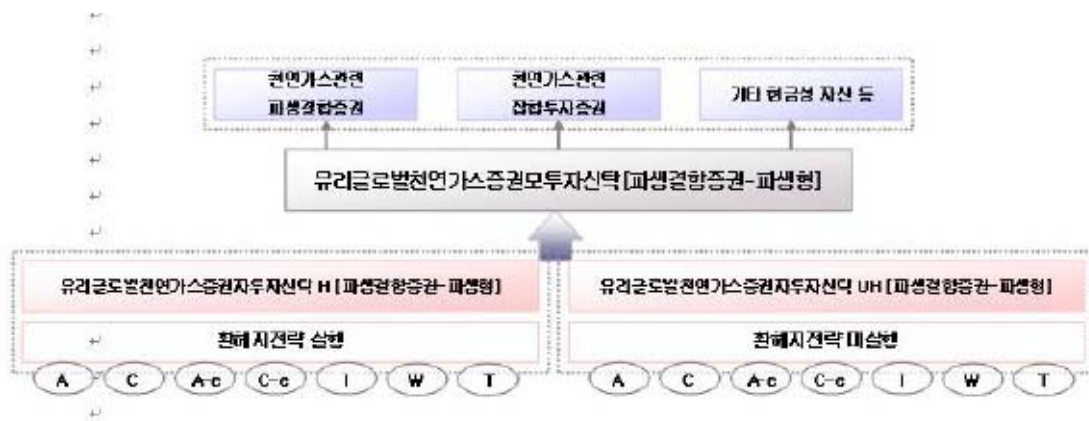 천연가스관련
파생결합증권
천연가스관련
집합투자증권
기타 현금성 자산 등
유리글로벌천연가스증권모투자신탁[파생결합증권-파생형]
유리글로벌천연가스증권자투자신탁 H [파생결합증권-파생형]
유리글로벌천연가스증권자투자신탁 UH [파생결합증권-파생형]
환헤지전략 실행
환헤지전략 미실행
A C A-e C-e I W T
A C A-e C-e I W T